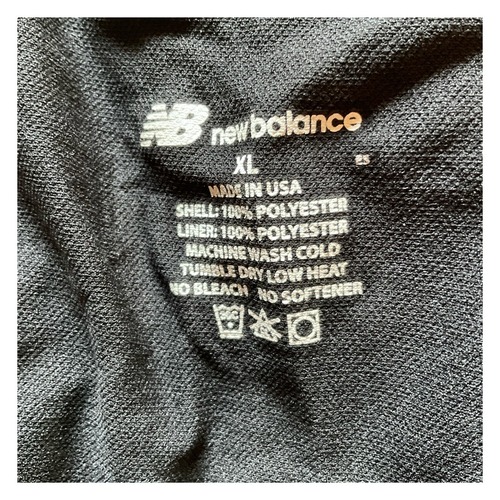 NB new balance
XL
MADE IN USA
SHELL: 100% POLYESTER
LINER: 100% POLYESTER
MACHINE WASH COLD
TUMBLE DRY LOW HEAT
NO BLEACH NO SOFTENER